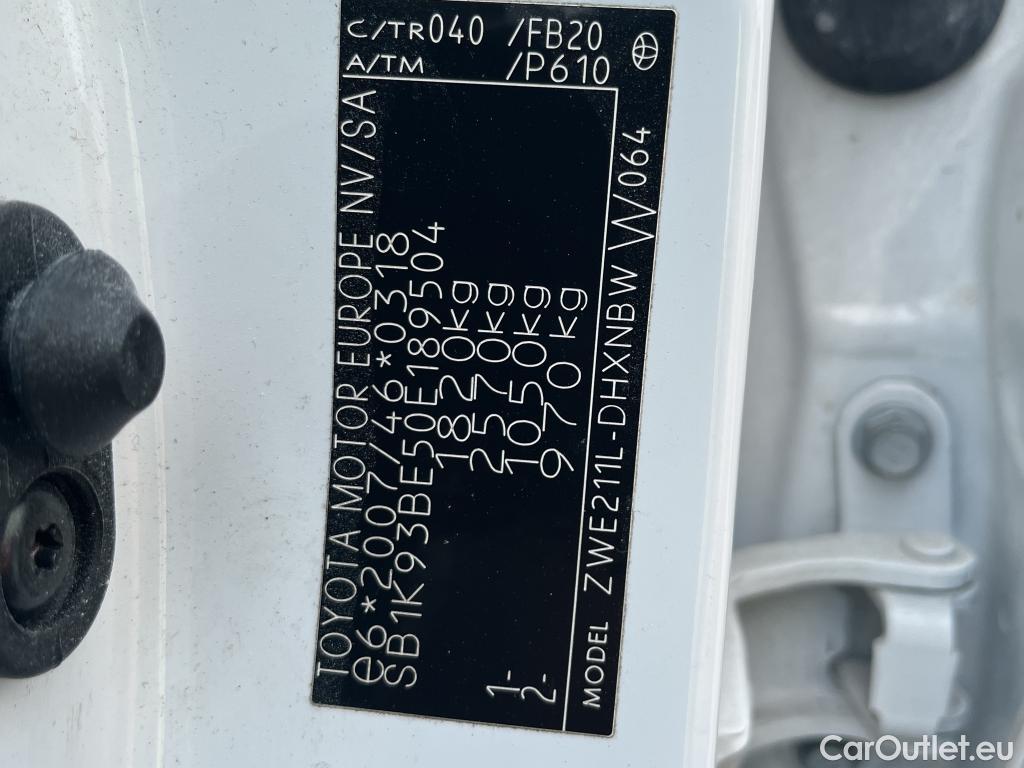 TOYOTA MOTOR EUROPE NV/SA
e6*2007/46*0318
SB1K93BE50E189504
1820kg
2570kg
1- 1050kg
2- 970kg
MODEL ZWE211L-DHXNBW W064
C/TR040 /FB20
A/TM /P610
CarOutlet.eu